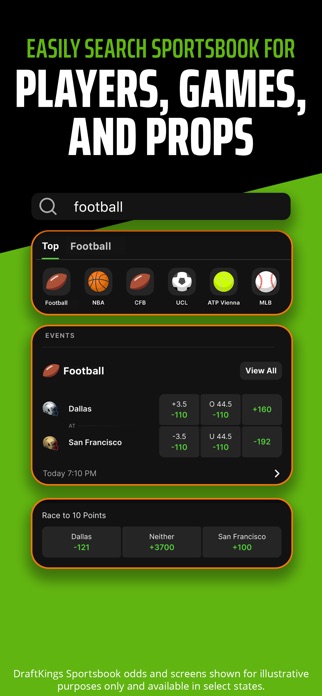 EASILY SEARCH SPORTSBOOK FOR
PLAYERS, GAMES,
AND PROPS
football
Top Football
Football NBA CFB UCL ATP Vienna MLB
EVENTS
Football View All
+3.5 O 44.5
Dallas -110 -110 +160
AT
-3.5 U 44.5
San Francisco -110 -110 -192
Today 7:10 PM
Race to 10 Points
Dallas Neither San Francisco
-121 +3700 +100
DraftKings Sportsbook odds and screens shown for illustrative
purposes only and available in select states.